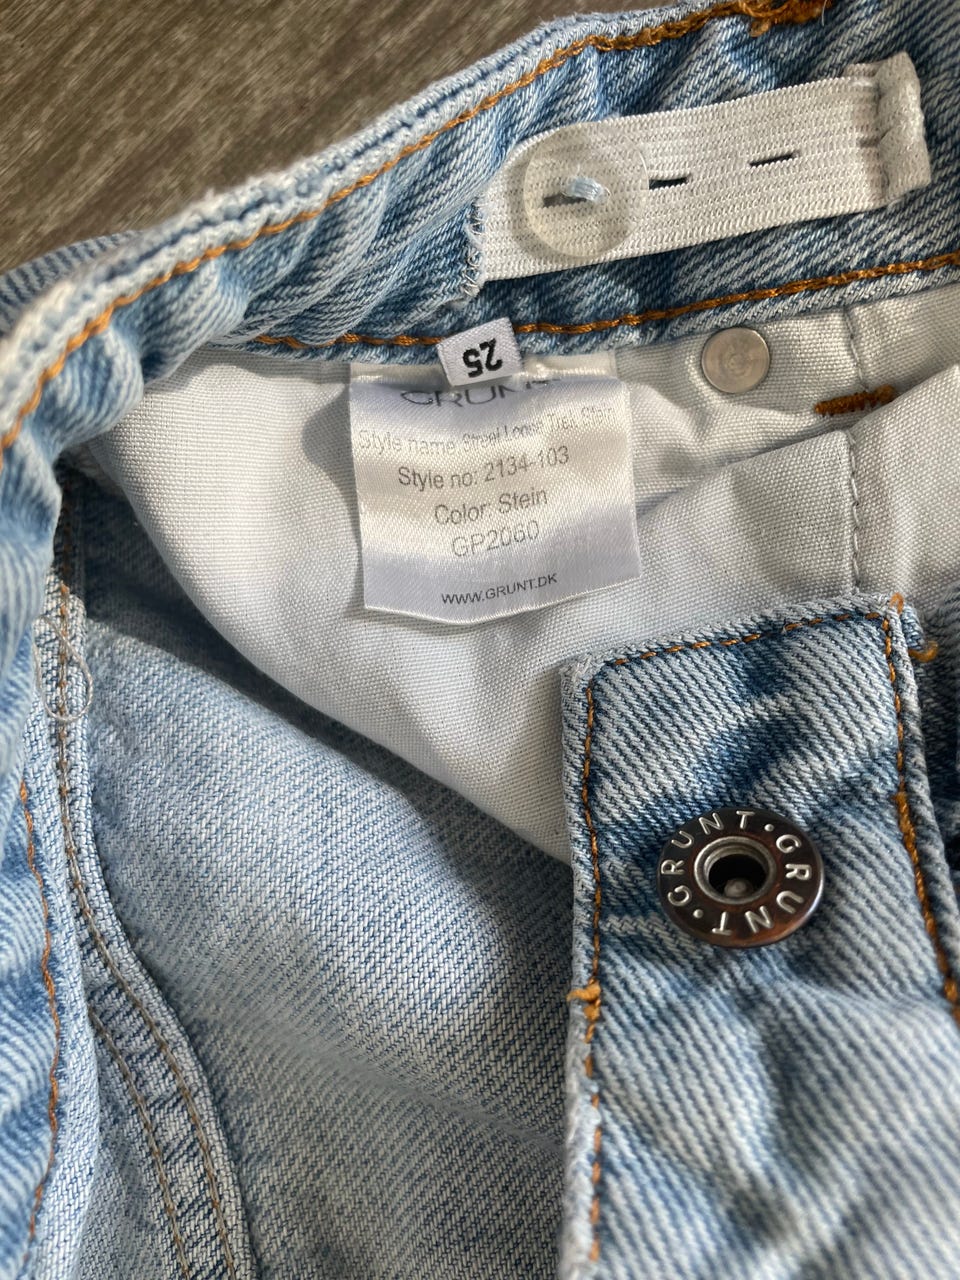 25
GRUNT
Style name: Street Loose Trek Stein
Style no: 2134-103
Color: Stein
GP2060
WWW.GRUNT.DK
GRUNT·GRUNT·